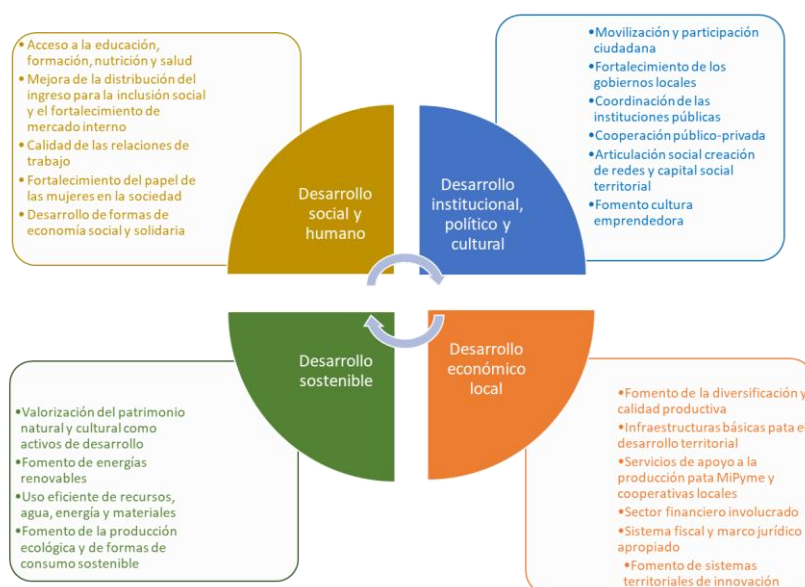 •Acceso a la educación,
formación, nutrición y salud
•Mejora de la distribución del
ingreso para la inclusión social
y el fortalecimiento de
mercado interno
•Calidad de las relaciones de
trabajo
•Fortalecimiento del papel de
las mujeres en la sociedad
•Desarrollo de formas de
economía social y solidaria
•Movilización y participación
ciudadana
•Fortalecimiento de los
gobiernos locales
•Coordinación de las
instituciones públicas
•Cooperación público-privada
•Articulación social creación
de redes y capital social
territorial
•Fomento cultura
emprendedora
Desarrollo
social y
humano
Desarrollo
institucional,
político y
cultural
Desarrollo
sostenible
Desarrollo
económico
local
•Valorización del patrimonio
natural y cultural como
activos de desarrollo
•Fomento de energías
renovables
•Uso eficiente de recursos,
agua, energía y materiales
•Fomento de la producción
ecológica y de formas de
consumo sostenible
•Fomento de la diversificación y
calidad productiva
•Infraestructuras básicas pata el
desarrollo territorial
•Servicios de apoyo a la
producción pata MiPyme y
cooperativas locales
•Sector financiero involucrado
•Sistema fiscal y marco jurídico
apropiado
•Fomento de sistemas
territoriales de innovación